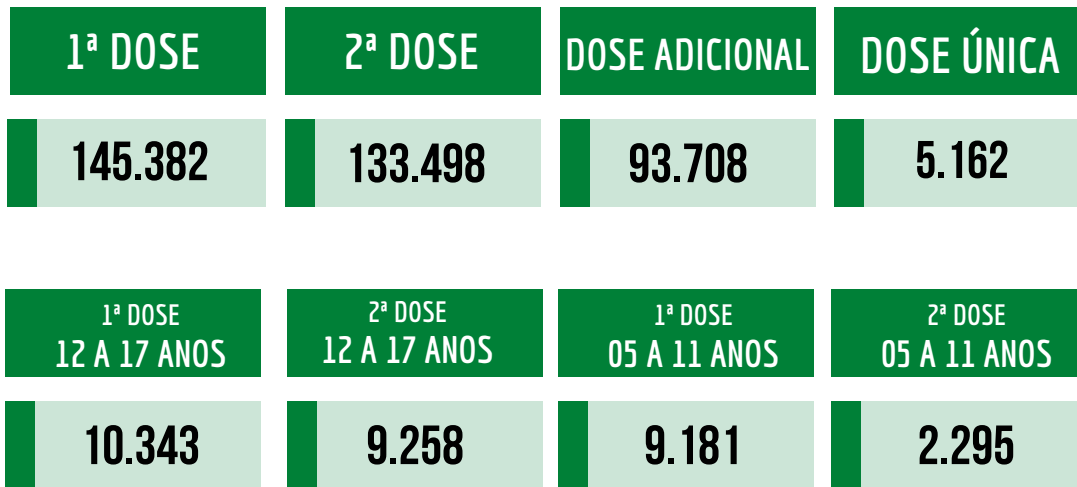 1ª DOSE
2ª DOSE
DOSE ADICIONAL
DOSE ÚNICA
145.382
133.498
93.708
5.162
1ª DOSE
12 A 17 ANOS
2ª DOSE
12 A 17 ANOS
1ª DOSE
05 A 11 ANOS
2ª DOSE
05 A 11 ANOS
10.343
9.258
9.181
2.295